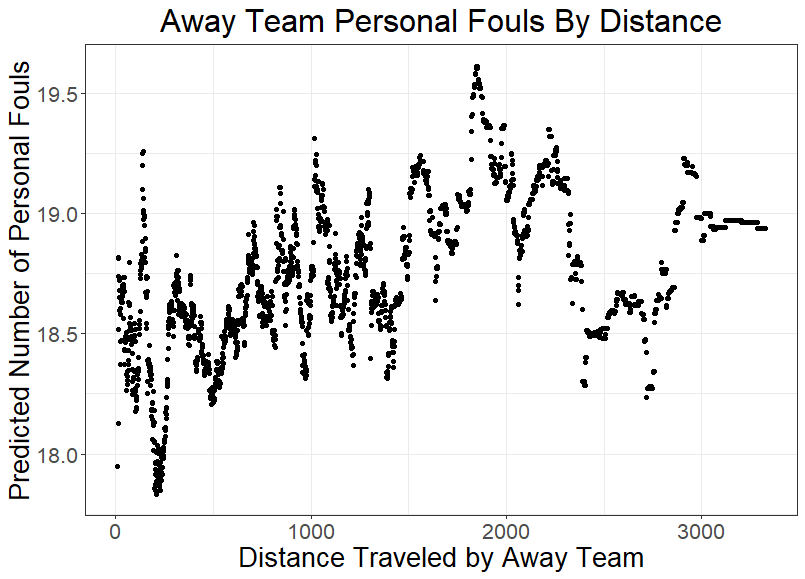 Away Team Personal Fouls By Distance
Predicted Number of Personal Fouls
19.5
19.0
18.5
18.0
0
1000
2000
3000
Distance Traveled by Away Team